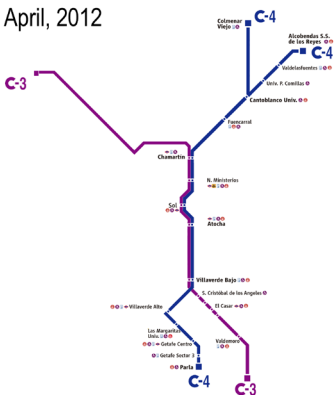 April, 2012
C-4
Colmenar
Viejo
Alcobendas S.S.
de los Reyes
C-4
Valdelasfuentes
Univ. P. Comillas
C-3
Cantoblanco Univ.
Fuencarral
Chamartín
N. Ministerios
Sol
Atocha
Villaverde Bajo
S. Cristóbal de los Angeles
El Casar
Villaverde Alto
Las Margaritas
Univ.
Valdemoro
Getafe Centro
Getafe Sector 3
Parla
C-4
C-3